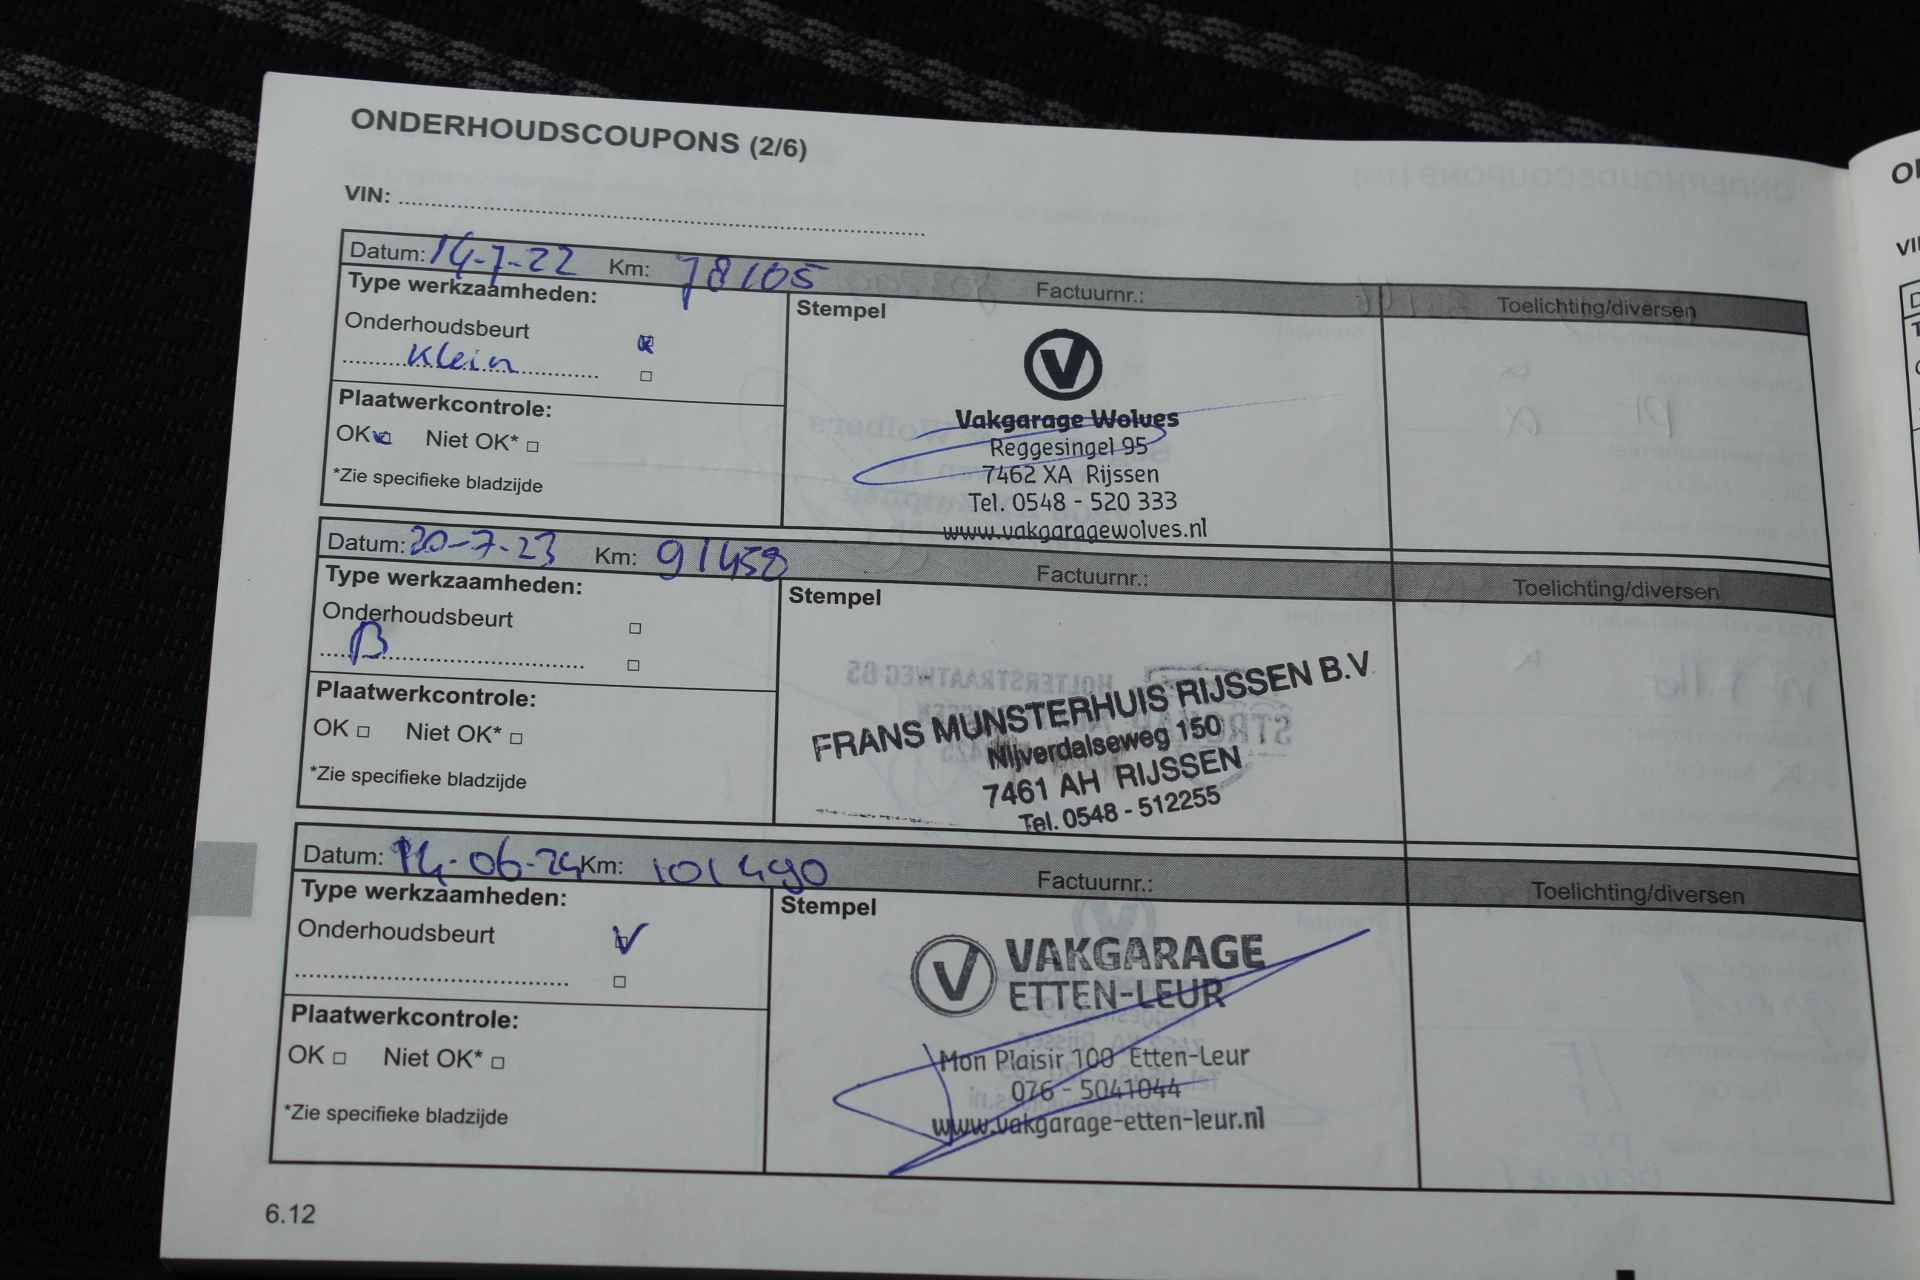 ONDERHOUDSCOUPONS (2/6)
VIN:
Datum: 14-7-22 Km: 78105 Factuurnr.: Toelichting/diversen
Type werkzaamheden:
Stempel
Onderhoudsbeurt
Klein
Plaatwerkcontrole:
OK Niet OK*
*Zie specifieke bladzijde
Vakgarage Wolves
Reggesingel 95
7462 XA Rijssen
Tel. 0548 - 520 333
www.vakgaragewolves.nl
Datum: 20-7-23 Km: 91458 Factuurnr.: Toelichting/diversen
Type werkzaamheden:
Stempel
Onderhoudsbeurt
B
Plaatwerkcontrole:
OK Niet OK*
*Zie specifieke bladzijde
FRANS MUNSTERHUIS RIJSSEN B.V
Nijverdalseweg 150
7461 AH RIJSSEN
Tel. 0548 - 512255
Datum: 14-06-24 Km: 101490 Factuurnr.: Toelichting/diversen
Type werkzaamheden:
Stempel
Onderhoudsbeurt
Plaatwerkcontrole:
OK Niet OK*
*Zie specifieke bladzijde
V VAKGARAGE
ETTEN-LEUR
Mon Plaisir 100 Etten-Leur
076 - 5041044
www.vakgarage-etten-leur.nl
6.12